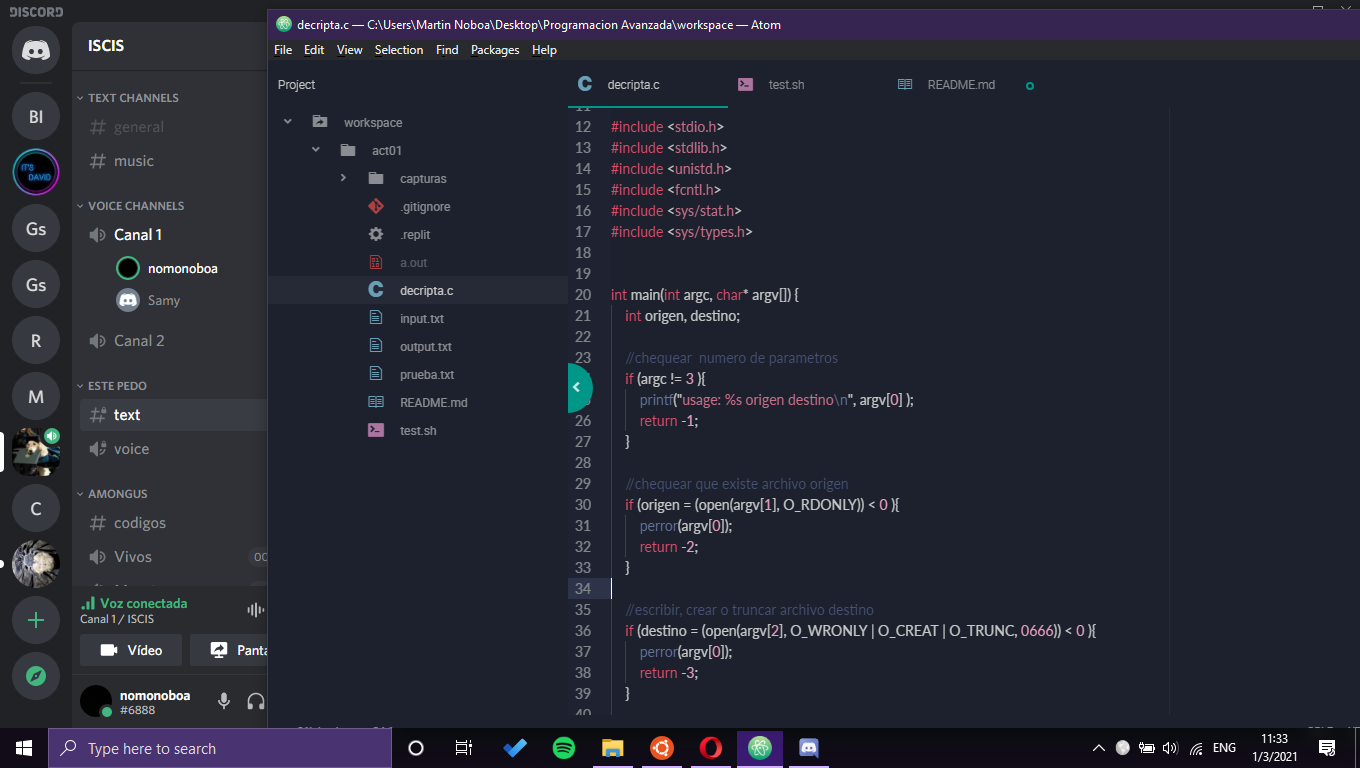 DISCORD
BI
IT'S
DAVID
Gs
Gs
R
M
C
ISCIS
TEXT CHANNELS
general
music
VOICE CHANNELS
Canal 1
nomonoboa
Samy
Canal 2
ESTE PEDO
text
voice
AMONGUS
codigos
Vivos
Voz conectada
Canal 1 / ISCIS
Vídeo
Panta
nomonoboa
#6888
decripta.c — C:\Users\Martin Noboa\Desktop\Programacion Avanzada\workspace — Atom
File Edit View Selection Find Packages Help
Project
workspace
act01
capturas
.gitignore
.replit
a.out
decripta.c
input.txt
output.txt
prueba.txt
README.md
test.sh
decripta.c test.sh README.md
11
12 #include <stdio.h>
13 #include <stdlib.h>
14 #include <unistd.h>
15 #include <fcntl.h>
16 #include <sys/stat.h>
17 #include <sys/types.h>
18
19
20 int main(int argc, char* argv[]) {
21 int origen, destino;
22
23 //chequear  numero de parametros
if (argc != 3 ){
printf("usage: %s origen destino\n", argv[0] );
26 return -1;
27 }
28
29 //chequear que existe archivo origen
30 if (origen = (open(argv[1], O_RDONLY)) < 0 ){
31 perror(argv[0]);
32 return -2;
33 }
34
35 //escribir, crear o truncar archivo destino
36 if (destino = (open(argv[2], O_WRONLY | O_CREAT | O_TRUNC, 0666)) < 0 ){
37 perror(argv[0]);
38 return -3;
39 }
40
Type here to search
ENG
11:33
1/3/2021